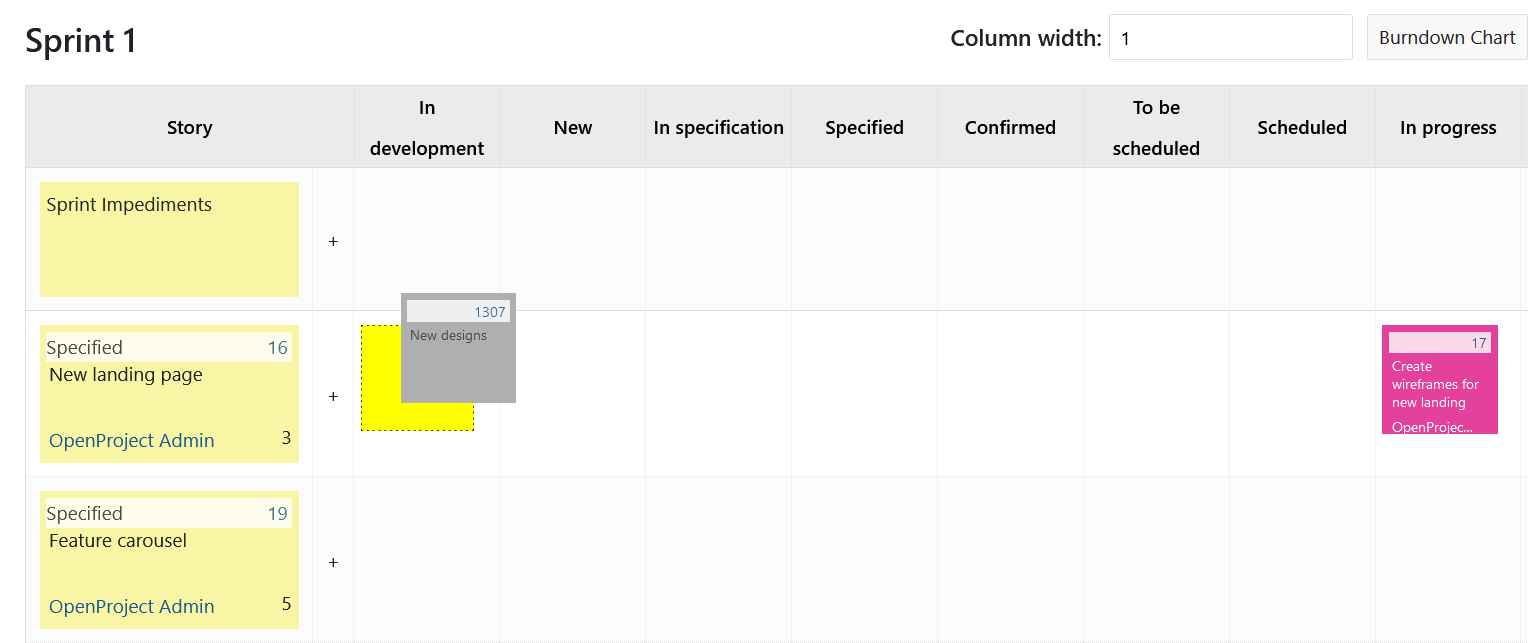 Sprint 1
Column width:
1
Burndown Chart
Story
In
development
New
In specification
Specified
Confirmed
To be
scheduled
Scheduled
In progress
Sprint Impediments
+
1307
New designs
Specified
16
New landing page
OpenProject Admin
3
+
17
Create
wireframes for
new landing
OpenProjec...
Specified
19
Feature carousel
OpenProject Admin
5
+